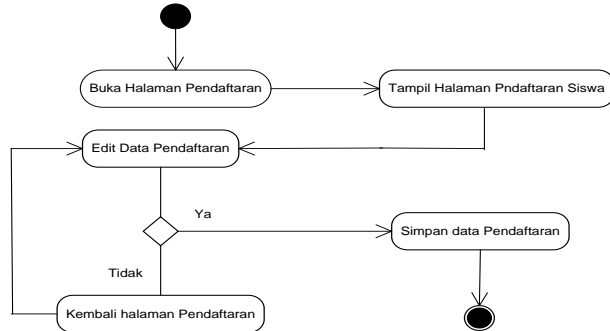 Buka Halaman Pendaftaran
Tampil Halaman Pndaftaran Siswa
Edit Data Pendaftaran
Ya
Simpan data Pendaftaran
Tidak
Kembali halaman Pendaftaran